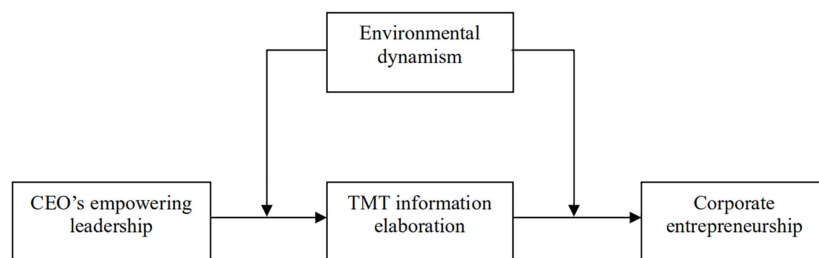 Environmental
dynamism
CEO’s empowering
leadership
TMT information
elaboration
Corporate
entrepreneurship